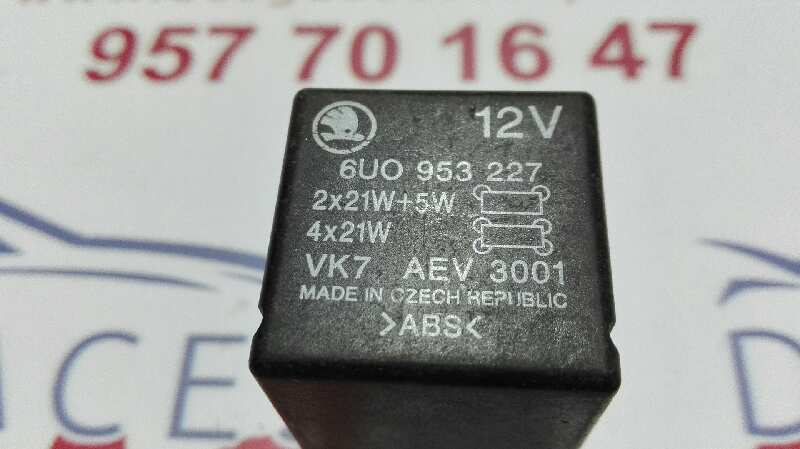 957 70 16 47
12V
6U0 953 227
2x21W+5W
4x21W
VK7 AEV 3001
MADE IN CZECH REPUBLIC
>ABS<